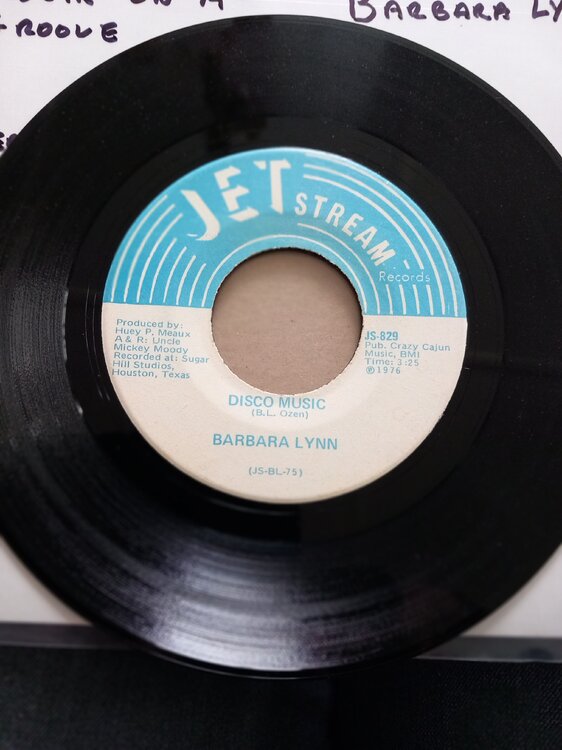 ON A
GROOVE
BARBARA LY
JET STREAM
Records
Produced by:
Huey P. Meaux
A & R: Uncle
Mickey Moody
Recorded at: Sugar
Hill Studios,
Houston, Texas
JS-829
Pub. Crazy Cajun
Music, BMI
Time: 3:25
℗ 1976
DISCO MUSIC
(B.L. Ozen)
BARBARA LYNN
(JS-BL-75)